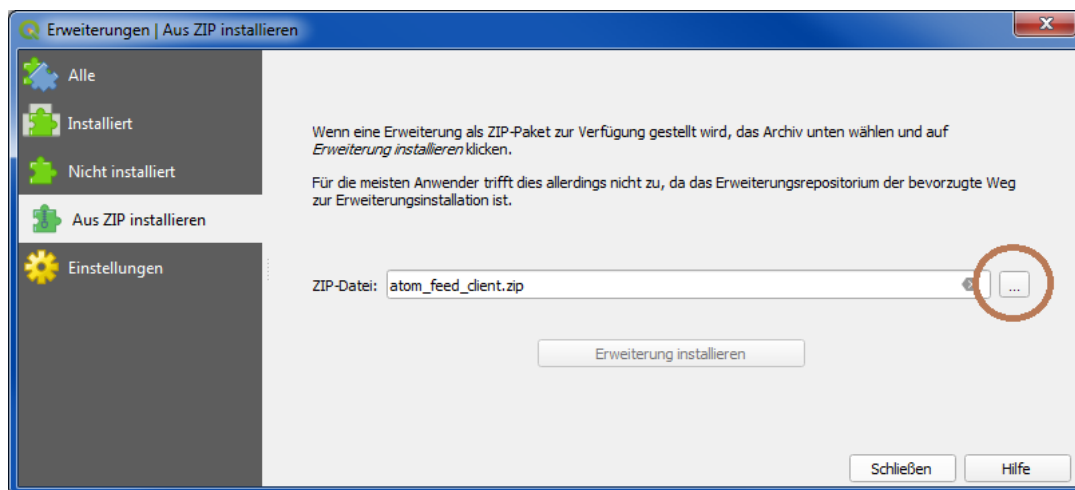 Erweiterungen | Aus ZIP installieren
Alle
Installiert
Nicht installiert
Aus ZIP installieren
Einstellungen
Wenn eine Erweiterung als ZIP-Paket zur Verfügung gestellt wird, das Archiv unten wählen und auf
Erweiterung installieren klicken.
Für die meisten Anwender trifft dies allerdings nicht zu, da das Erweiterungsrepositorium der bevorzugte Weg
zur Erweiterungsinstallation ist.
ZIP-Datei: atom_feed_client.zip ...
Erweiterung installieren
Schließen Hilfe